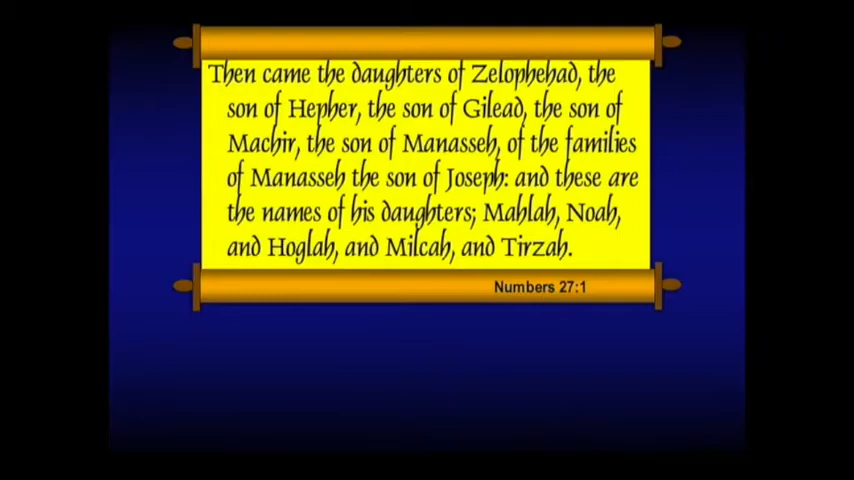 Then came the daughters of Zelophehad, the
son of Hepher, the son of Gilead, the son of
Machir, the son of Manasseh, of the families
of Manasseh the son of Joseph: and these are
the names of his daughters; Mahlah, Noah,
and Hoglah, and Milcah, and Tirzah.
Numbers 27:1